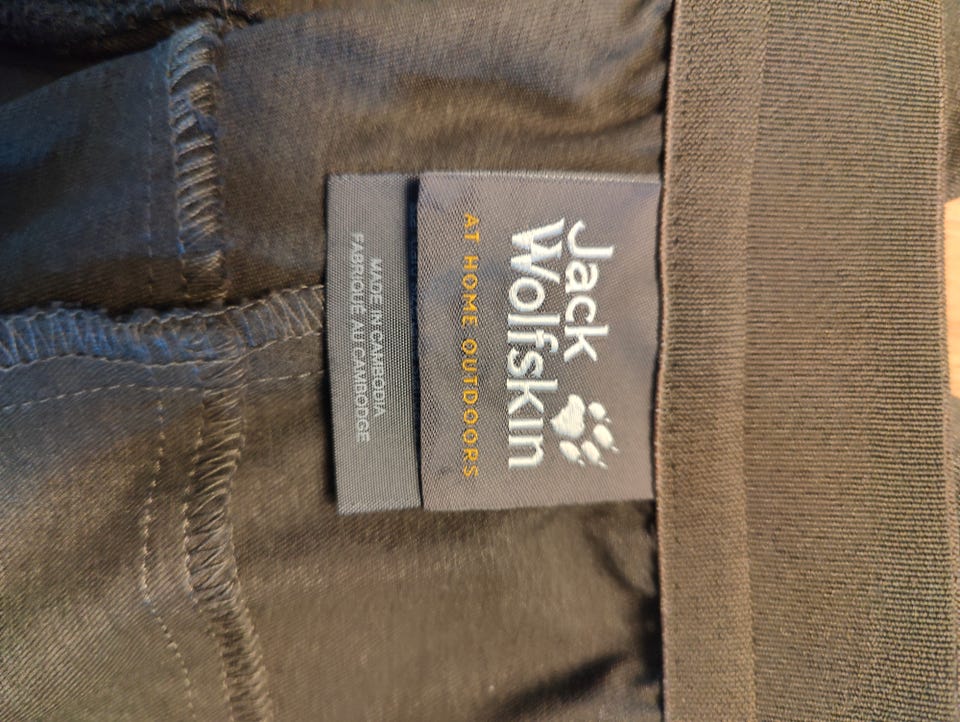 Jack
Wolfskin
AT HOME OUTDOORS
MADE IN CAMBODIA
FABRIQUÉ AU CAMBODGE